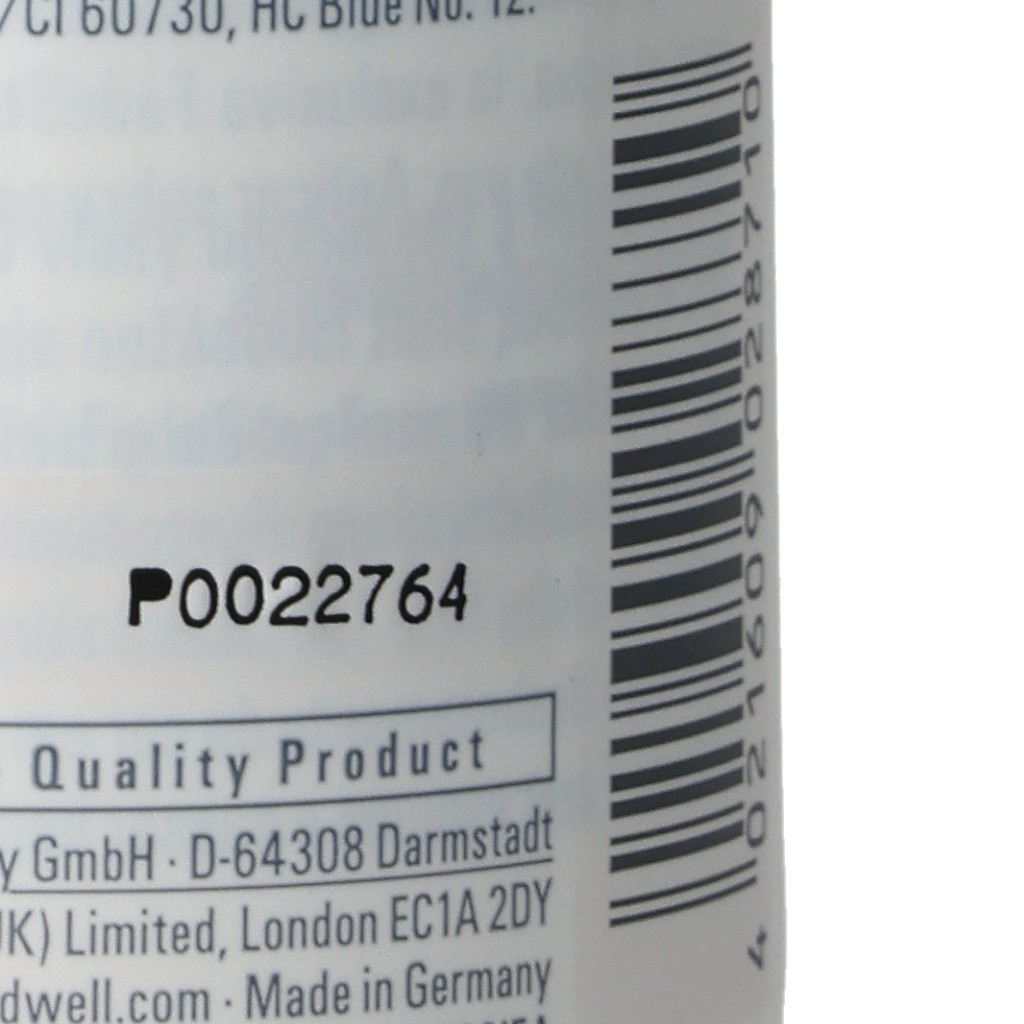 /CI 60730, HC Blue No. 12.
P0022764
Quality Product
y GmbH · D-64308 Darmstadt
UK) Limited, London EC1A 2DY
dwell.com · Made in Germany
4 021609 028710